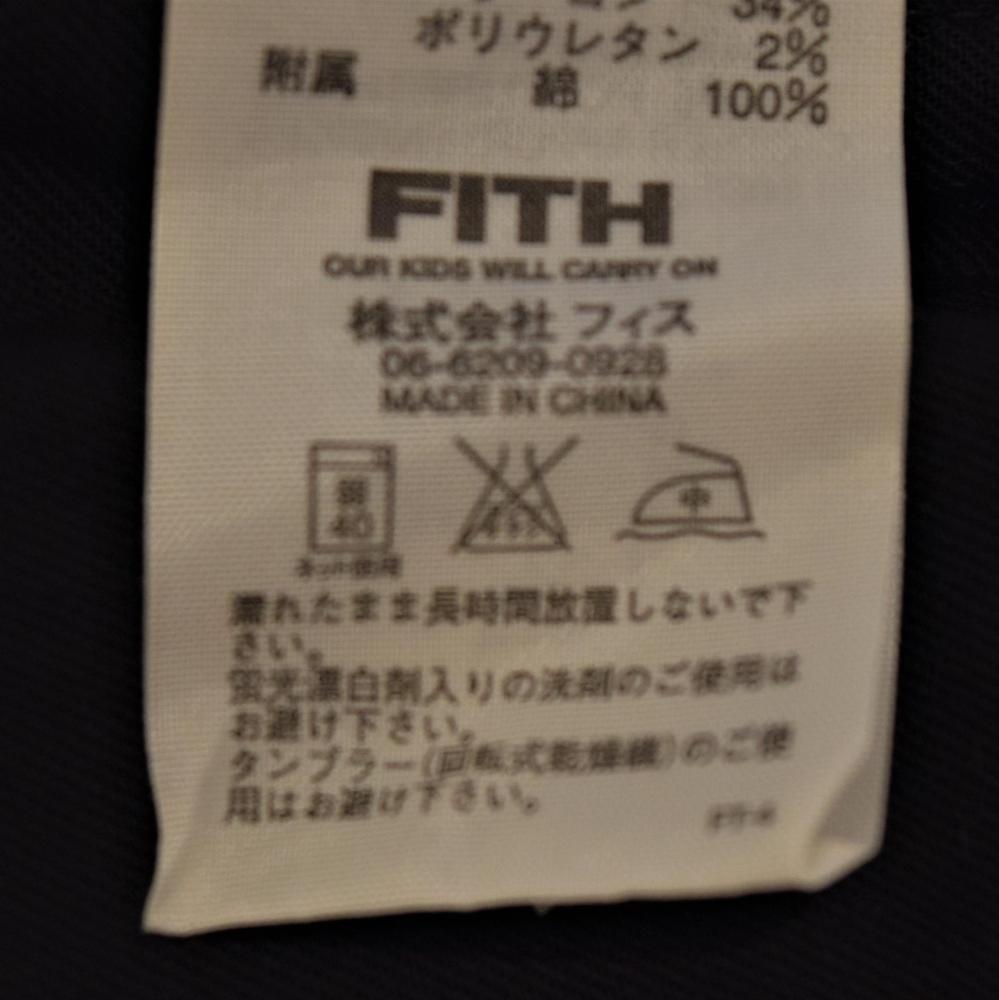 34%
ポリウレタン 2%
附属 綿 100%
FITH
OUR KIDS WILL CARRY ON
株式会社 フィス
06-6209-0928
MADE IN CHINA
弱 中
40
ネット使用
濡れたまま長時間放置しないで下
さい。
蛍光漂白剤入りの洗剤のご使用は
お避け下さい。
タンブラー(回転式乾燥機)のご使
用はお避け下さい。